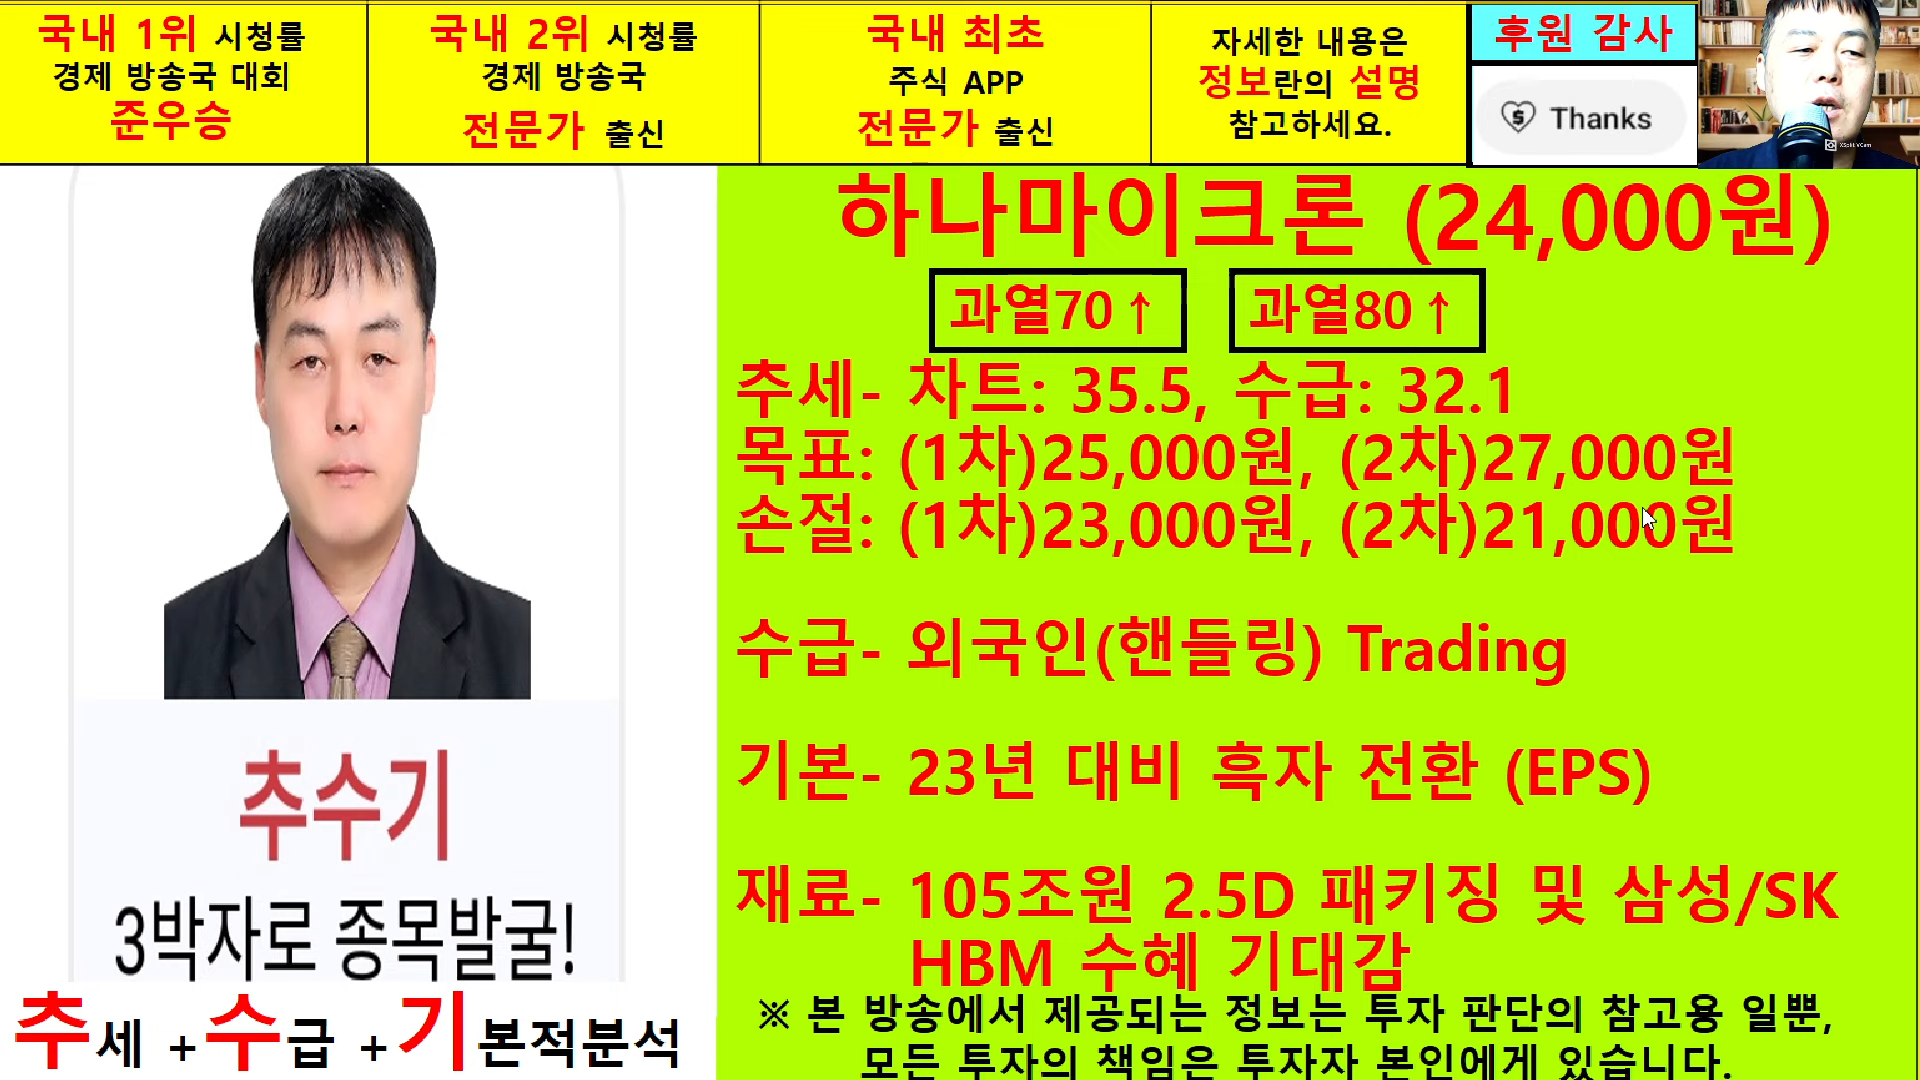 국내 1위 시청률
경제 방송국 대회
준우승
국내 2위 시청률
경제 방송국
전문가 출신
국내 최초
주식 APP
전문가 출신
자세한 내용은
정보란의 설명
참고하세요.
후원 감사
Thanks
XSplit VCam
하나마이크론 (24,000원)
과열70↑
과열80↑
추세- 차트: 35.5, 수급: 32.1
목표: (1차)25,000원, (2차)27,000원
손절: (1차)23,000원, (2차)21,000원
수급- 외국인(핸들링) Trading
기본- 23년 대비 흑자 전환 (EPS)
재료- 105조원 2.5D 패키징 및 삼성/SK
HBM 수혜 기대감
※ 본 방송에서 제공되는 정보는 투자 판단의 참고용 일뿐,
모든 투자의 책임은 투자자 본인에게 있습니다.
추수기
3박자로 종목발굴!
추세 +수급 +기본적분석